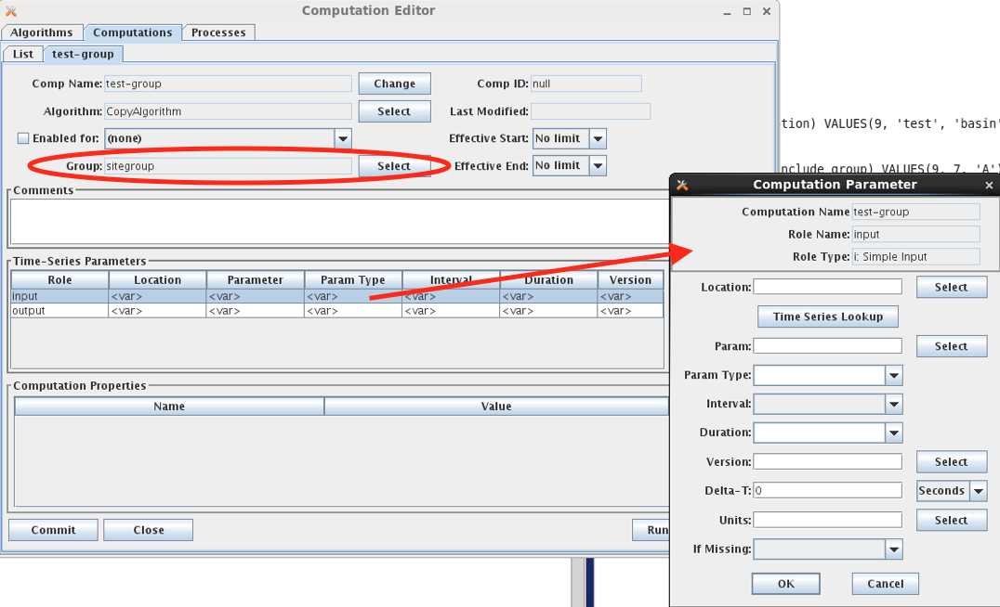 Computation Editor
Algorithms Computations Processes
List test-group
Comp Name: test-group Change Comp ID: null
Algorithm: CopyAlgorithm Select Last Modified:
Enabled for: (none) Effective Start: No limit
Group: sitegroup Select Effective End: No limit
Comments
Time-Series Parameters
Role Location Parameter Param Type Interval Duration Version
input <var> <var> <var> <var> <var> <var>
output <var> <var> <var> <var> <var> <var>
Computation Properties
Name Value
Commit Close Run
tion) VALUES(9, 'test', 'basin'
nclude_group) VALUES(9, 7, 'A')
Computation Parameter
Computation Name test-group
Role Name: input
Role Type: i: Simple Input
Location: Select
Time Series Lookup
Param: Select
Param Type:
Interval:
Duration:
Version: Select
Delta-T: 0 Seconds
Units: Select
If Missing:
OK Cancel